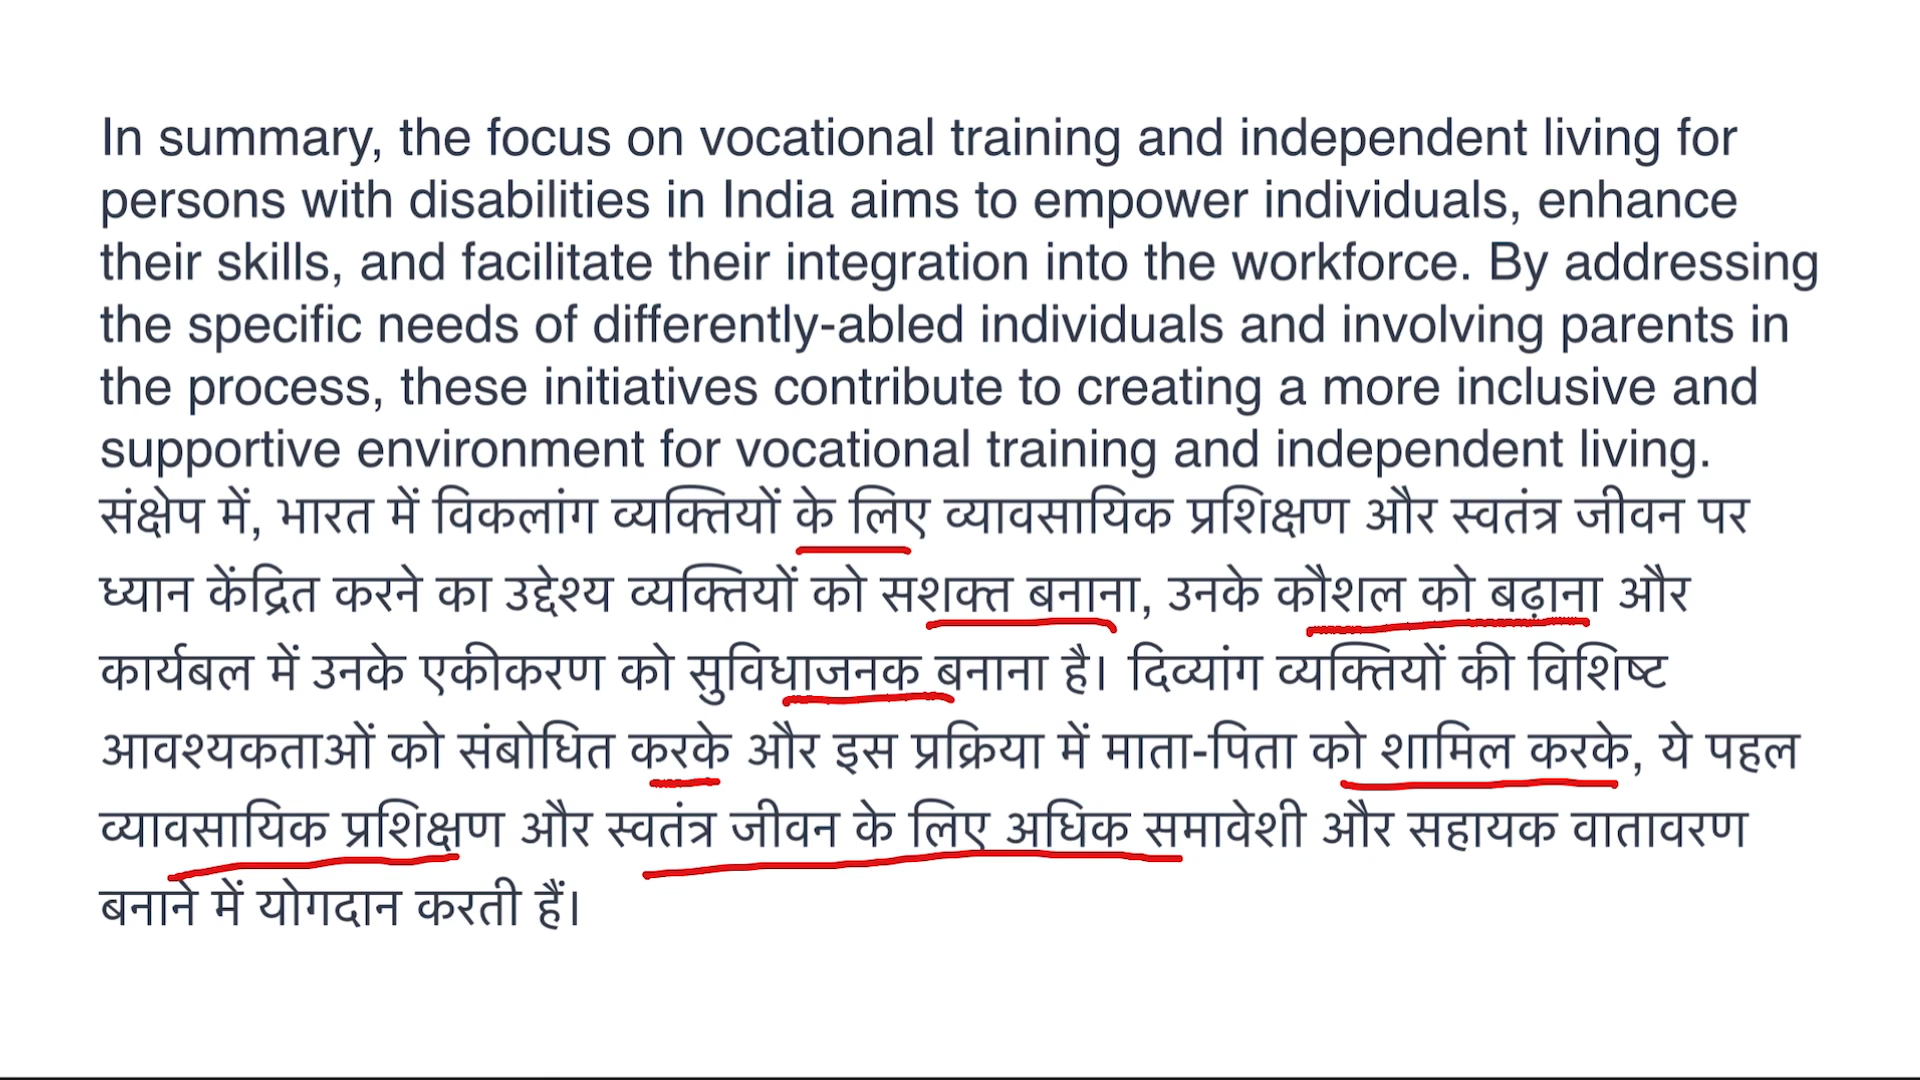 In summary, the focus on vocational training and independent living for
persons with disabilities in India aims to empower individuals, enhance
their skills, and facilitate their integration into the workforce. By addressing
the specific needs of differently-abled individuals and involving parents in
the process, these initiatives contribute to creating a more inclusive and
supportive environment for vocational training and independent living.
संक्षेप में, भारत में विकलांग व्यक्तियों के लिए व्यावसायिक प्रशिक्षण और स्वतंत्र जीवन पर
ध्यान केंद्रित करने का उद्देश्य व्यक्तियों को सशक्त बनाना, उनके कौशल को बढ़ाना और
कार्यबल में उनके एकीकरण को सुविधाजनक बनाना है। दिव्यांग व्यक्तियों की विशिष्ट
आवश्यकताओं को संबोधित करके और इस प्रक्रिया में माता-पिता को शामिल करके, ये पहल
व्यावसायिक प्रशिक्षण और स्वतंत्र जीवन के लिए अधिक समावेशी और सहायक वातावरण
बनाने में योगदान करती हैं।